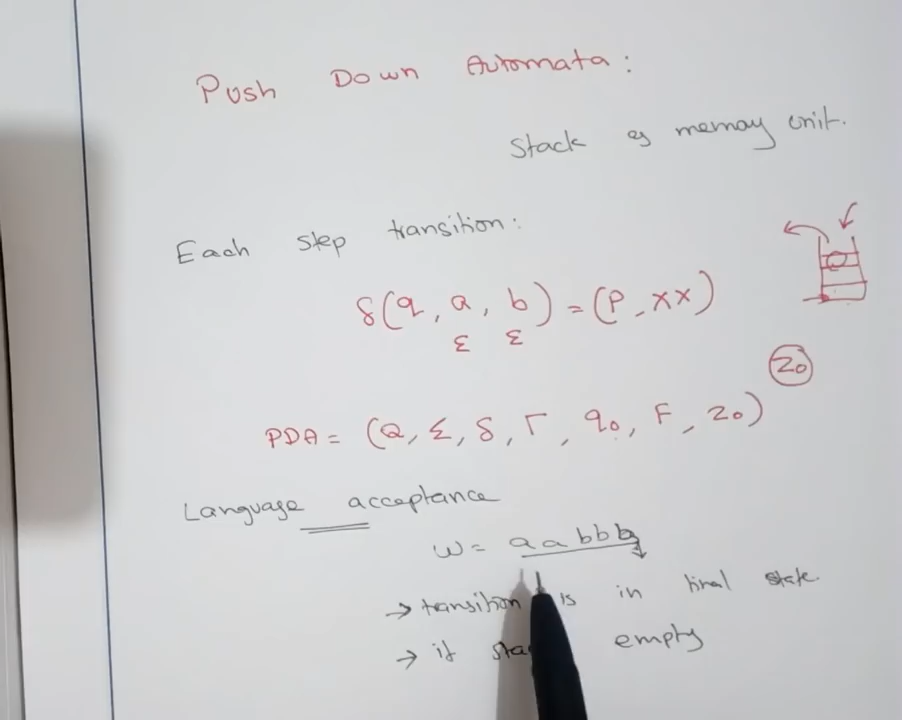 Push Down Automata:
Stack as memory unit.
Each step transition:
δ(q, a, b) = (P, XX)
ε ε
Z0
PDA = (Q, Σ, δ, Γ, q0, F, Z0)
Language acceptance
w = aabbb
→ transition is in final state.
→ if empty